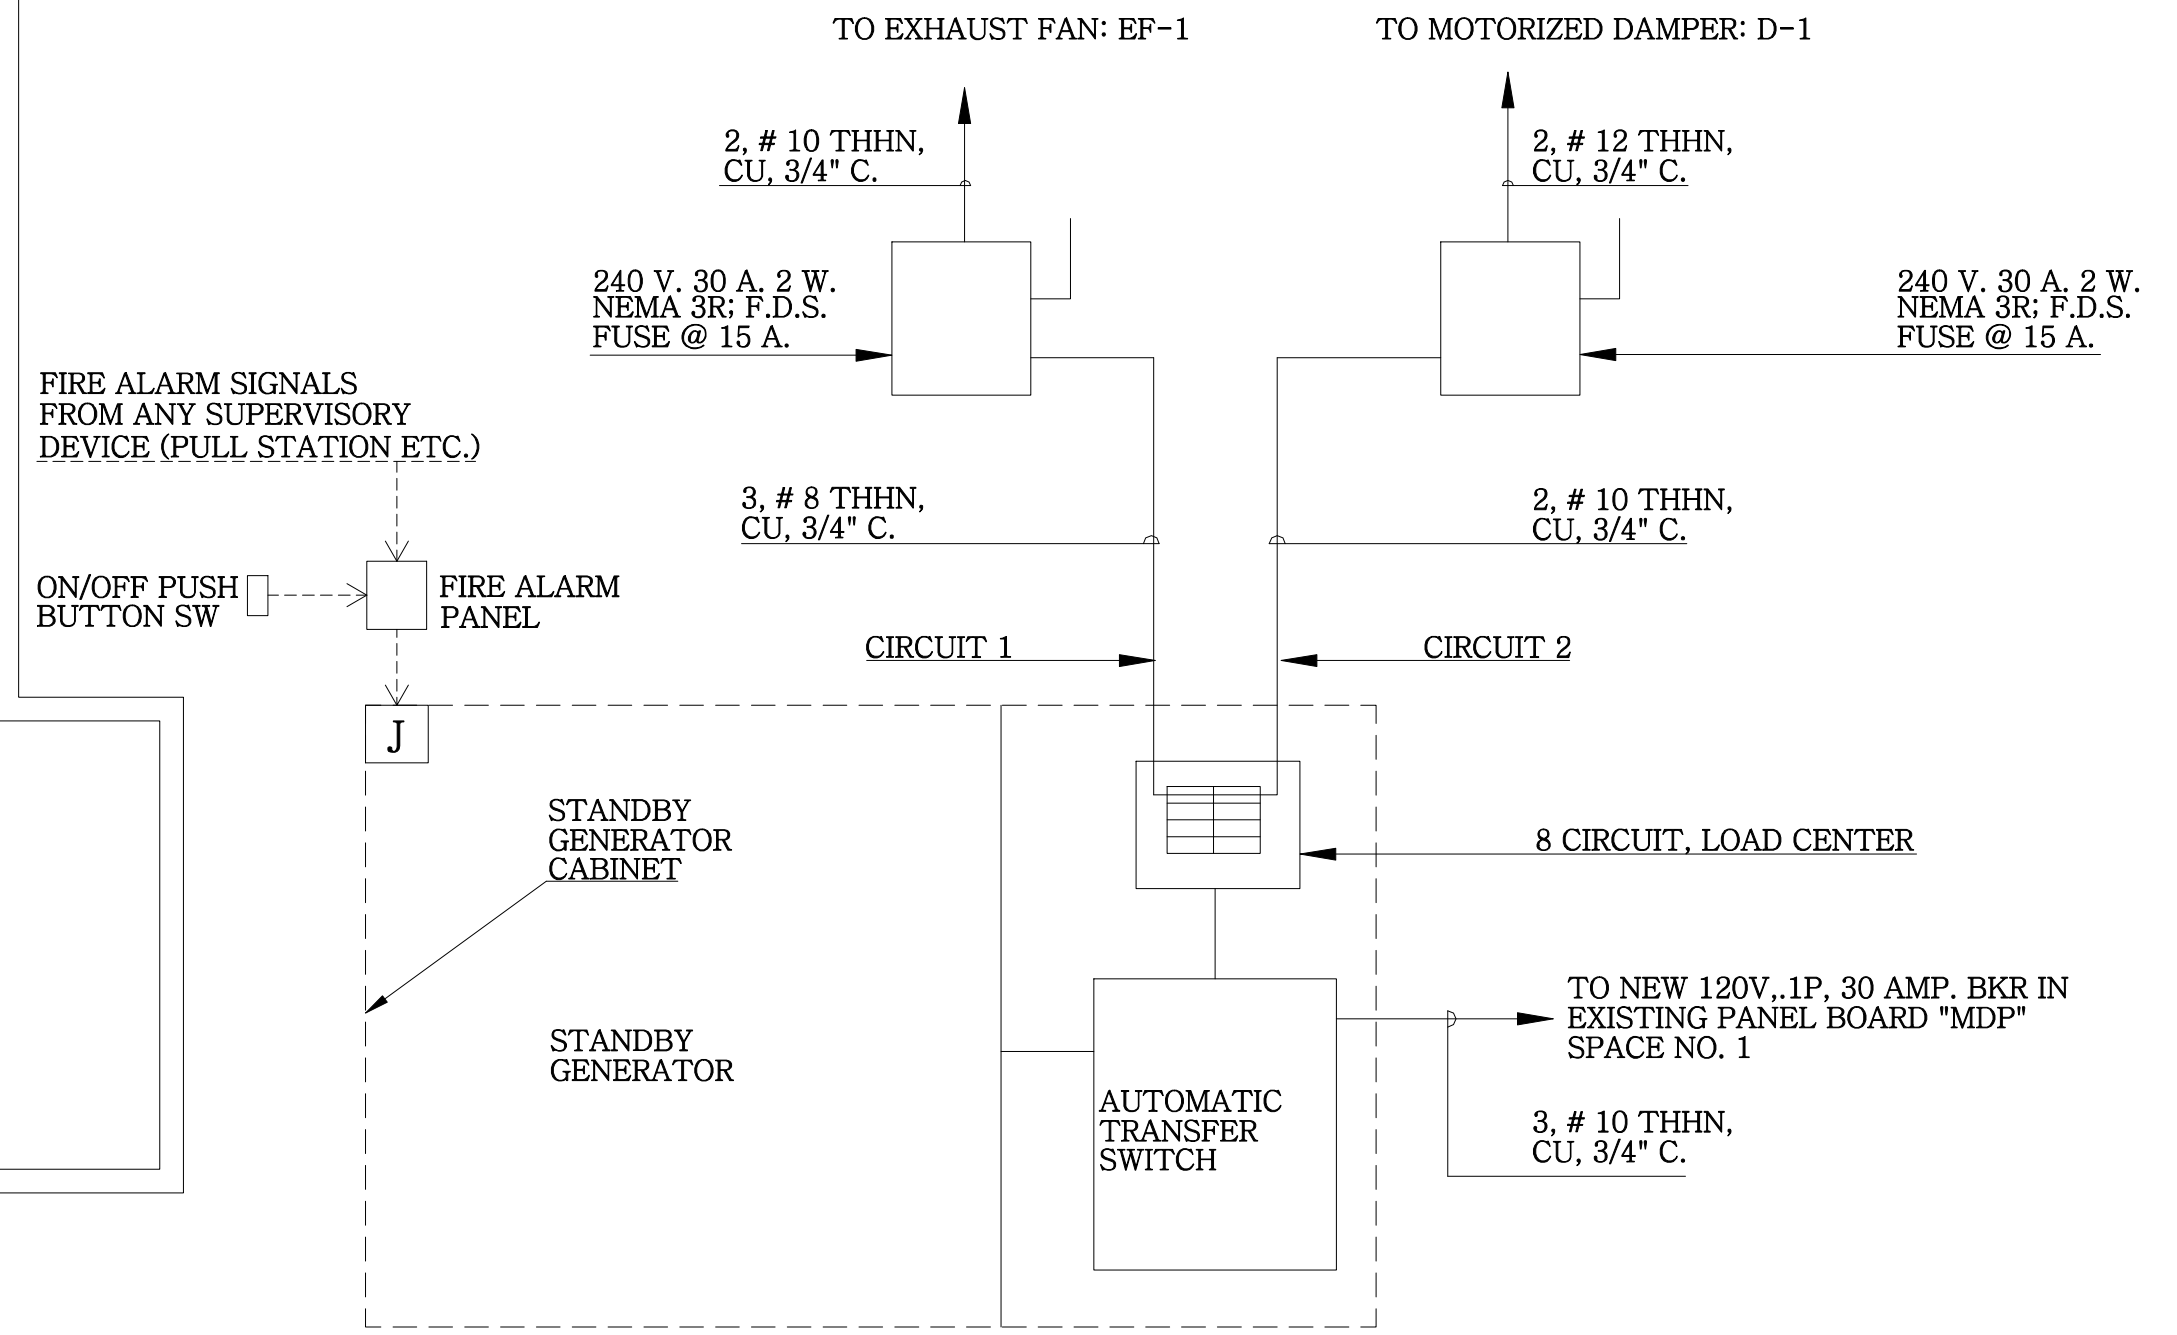 TO EXHAUST FAN: EF-1
TO MOTORIZED DAMPER: D-1
2, # 10 THHN,
CU, 3/4" C.
2, # 12 THHN,
CU, 3/4" C.
240 V. 30 A. 2 W.
NEMA 3R; F.D.S.
FUSE @ 15 A.
240 V. 30 A. 2 W.
NEMA 3R; F.D.S.
FUSE @ 15 A.
FIRE ALARM SIGNALS
FROM ANY SUPERVISORY
DEVICE (PULL STATION ETC.)
3, # 8 THHN,
CU, 3/4" C.
2, # 10 THHN,
CU, 3/4" C.
ON/OFF PUSH
BUTTON SW
FIRE ALARM
PANEL
CIRCUIT 1
CIRCUIT 2
J
STANDBY
GENERATOR
CABINET
8 CIRCUIT, LOAD CENTER
TO NEW 120V,.1P, 30 AMP. BKR IN
EXISTING PANEL BOARD "MDP"
SPACE NO. 1
STANDBY
GENERATOR
AUTOMATIC
TRANSFER
SWITCH
3, # 10 THHN,
CU, 3/4" C.